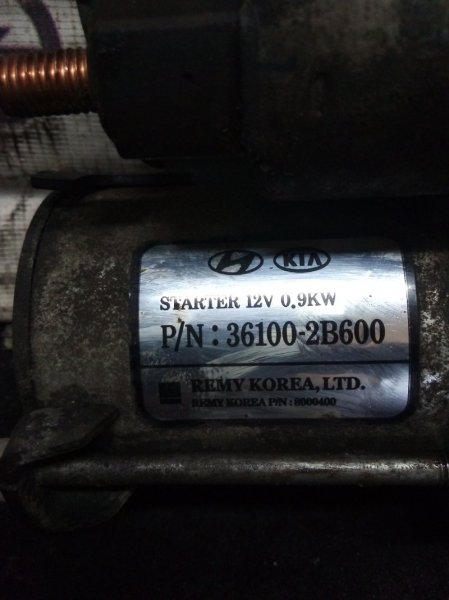 KIA
STARTER 12V 0.9KW
P/N : 36100-2B600
REMY KOREA, LTD.
REMY KOREA P/N : 8000400